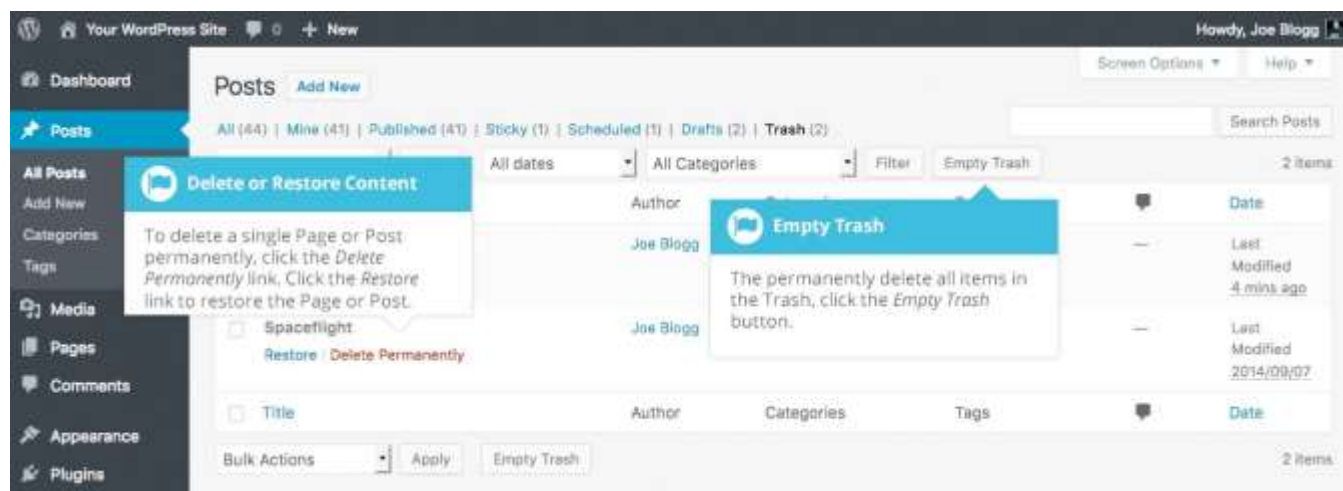 Your WordPress Site 0 + New Howdy, Joe Blogg
Dashboard
Posts
All Posts
Add New
Categories
Tags
Media
Pages
Comments
Appearance
Plugins
Screen Options Help
Posts Add New
All (44) | Mine (41) | Published (41) | Sticky (1) | Scheduled (1) | Drafts (2) | Trash (2)
Search Posts
All dates All Categories Filter Empty Trash 2 items
Delete or Restore Content
To delete a single Page or Post
permanently, click the Delete
Permanently link. Click the Restore
link to restore the Page or Post.
Author Date
Empty Trash
The permanently delete all items in
the Trash, click the Empty Trash
button.
Joe Blogg — Last
Modified
4 mins ago
Spaceflight Joe Blogg — Last
Restore | Delete Permanently Modified
2014/09/07
Title Author Categories Tags Date
Bulk Actions Apply Empty Trash 2 items